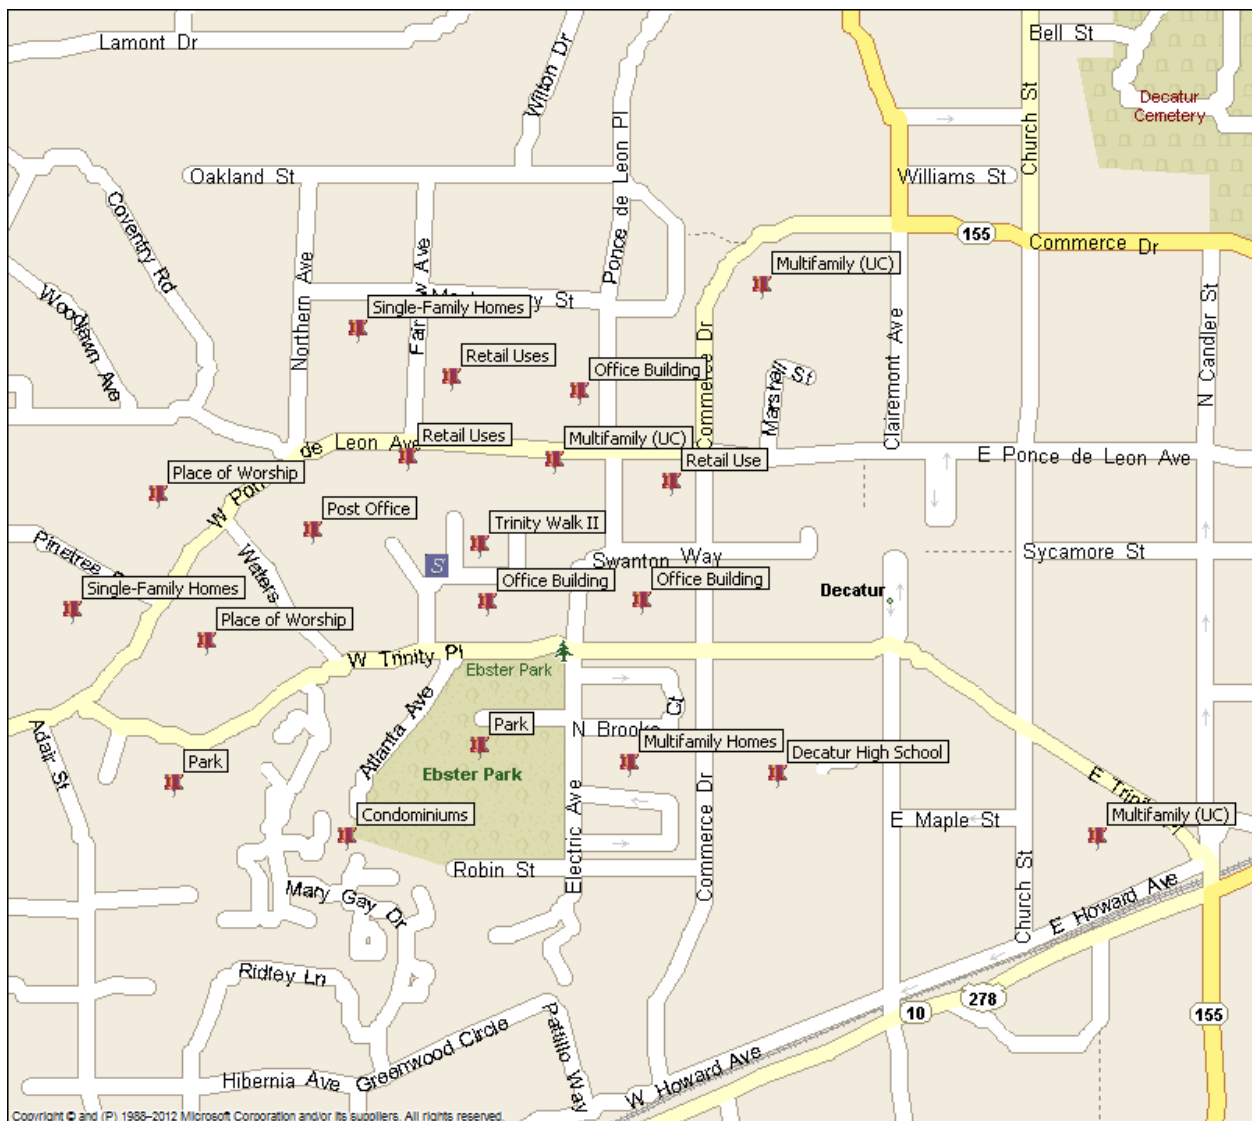 Lamont Dr
Wilton Dr
Bell St
Church St
Decatur
Cemetery
Ponce de Leon Pl
Oakland St
Williams St
Coventry Rd
155
Commerce Dr
Northern Ave
Multifamily (UC)
Woodlawn Ave
Single-Family Homes
Retail Uses
Office Building
Commerce Dr
Marshall St
Clairemont Ave
N Candler St
de Leon Ave
Retail Uses
Multifamily (UC)
Retail Use
E Ponce de Leon Ave
Place of Worship
W
Post Office
Trinity Walk II
Waters
S
Swanton Way
Sycamore St
Single-Family Homes
Office Building
Office Building
Decatur
Place of Worship
W Trinity Pl
Ebster Park
Adair St
Atlanta Ave
Park
N Brooke Ct
Multifamily Homes
Decatur High School
Park
Ebster Park
E
Condominiums
E Maple St
Multifamily (UC)
Robin St
Electric Ave
Commerce Dr
Church St
E Howard Ave
Mary Gay Dr
Ridley Ln
278
10
155
Greenwood Circle
Pattillo Way
Hibernia Ave
W Howard Ave
Copyright © and (P) 1988–2012 Microsoft Corporation and/or its suppliers. All rights reserved.